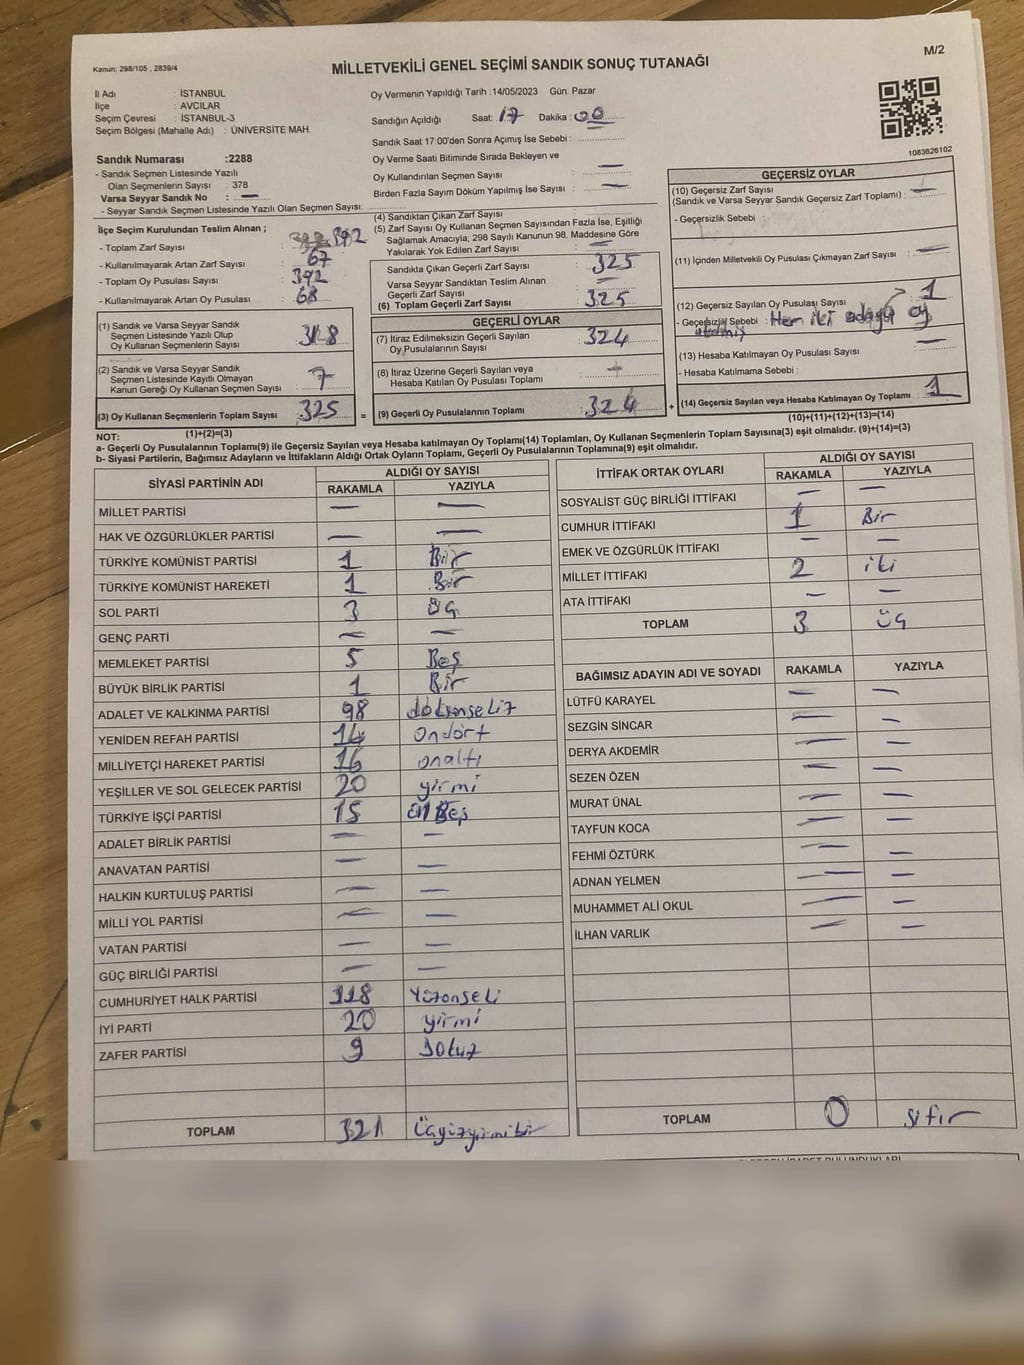 M/2
Kanun: 298/105 , 2839/4
MİLLETVEKİLİ GENEL SEÇİMİ SANDIK SONUÇ TUTANAĞI
İl Adı : İSTANBUL
İlçe : AVCILAR
Seçim Çevresi : İSTANBUL-3
Seçim Bölgesi (Mahalle Adı) : ÜNİVERSİTE MAH.
Oy Vermenin Yapıldığı Tarih :14/05/2023 Gün: Pazar
Sandığın Açıldığı Saat: 17 Dakika: 00
Sandık Saat 17:00'den Sonra Açımış İse Sebebi :
Oy Verme Saati Bitiminde Sırada Bekleyen ve
Oy Kullandırılan Seçmen Sayısı : —
Birden Fazla Sayım Döküm Yapılmış İse Sayısı : —
1083626102
Sandık Numarası :2288
- Sandık Seçmen Listesinde Yazılı
Olan Seçmenlerin Sayısı : 378
Varsa Seyyar Sandık No : —
- Seyyar Sandık Seçmen Listesinde Yazılı Olan Seçmen Sayısı:
İlçe Seçim Kurulundan Teslim Alınan ;
- Toplam Zarf Sayısı : 392
- Kullanılmayarak Artan Zarf Sayısı : 67
- Toplam Oy Pusulası Sayısı : 392
- Kullanılmayarak Artan Oy Pusulası : 68
(4) Sandıktan Çıkan Zarf Sayısı :
(5) Zarf Sayısı Oy Kullanan Seçmen Sayısından Fazla İse, Eşitliği
Sağlamak Amacıyla, 298 Sayılı Kanunun 98. Maddesine Göre
Yakılarak Yok Edilen Zarf Sayısı : —
Sandıkta Çıkan Geçerli Zarf Sayısı : 325
Varsa Seyyar Sandıktan Teslim Alınan
Geçerli Zarf Sayısı : —
(6) Toplam Geçerli Zarf Sayısı : 325
GEÇERSİZ OYLAR
(10) Geçersiz Zarf Sayısı
(Sandık ve Varsa Seyyar Sandık Geçersiz Zarf Toplamı) : —
- Geçersizlik Sebebi :
(11) İçinden Milletvekili Oy Pusulası Çıkmayan Zarf Sayısı : —
(12) Geçersiz Sayılan Oy Pusulası Sayısı : 1
- Geçersizlik Sebebi : Her iki adaya oy
(13) Hesaba Katılmayan Oy Pusulası Sayısı : —
- Hesaba Katılmama Sebebi :
(14) Geçersiz Sayılan veya Hesaba Katılmayan Oy Toplamı : 1
(10)+(11)+(12)+(13)=(14)
(1) Sandık ve Varsa Seyyar Sandık
Seçmen Listesinde Yazılı Olup
Oy Kullanan Seçmenlerin Sayısı : 318
(2) Sandık ve Varsa Seyyar Sandık
Seçmen Listesinde Kayıtlı Olmayan
Kanun Gereği Oy Kullanan Seçmen Sayısı : 7
(3) Oy Kullanan Seçmenlerin Toplam Sayısı : 325 =
(1)+(2)=(3)
GEÇERLİ OYLAR
(7) İtiraz Edilmeksizin Geçerli Sayılan
Oy Pusulalarının Sayısı : 324
(8) İtiraz Üzerine Geçerli Sayılan veya
Hesaba Katılan Oy Pusulası Toplamı : —
(9) Geçerli Oy Pusulalarının Toplamı : 324 +
NOT:
a- Geçerli Oy Pusulalarının Toplamı(9) ile Geçersiz Sayılan veya Hesaba katılmayan Oy Toplamı(14) Toplamları, Oy Kullanan Seçmenlerin Toplam Sayısına(3) eşit olmalıdır. (9)+(14)=(3)
b- Siyasi Partilerin, Bağımsız Adayların ve İttifakların Aldığı Ortak Oyların Toplamı, Geçerli Oy Pusulalarının Toplamına(9) eşit olmalıdır.
SİYASİ PARTİNİN ADI ALDIĞI OY SAYISI
RAKAMLA YAZIYLA
MİLLET PARTİSİ — —
HAK VE ÖZGÜRLÜKLER PARTİSİ — —
TÜRKİYE KOMÜNİST PARTİSİ 1 Bir
TÜRKİYE KOMÜNİST HAREKETİ 1 Bir
SOL PARTİ 3 üç
GENÇ PARTİ — —
MEMLEKET PARTİSİ 5 Beş
BÜYÜK BİRLİK PARTİSİ 1 Bir
ADALET VE KALKINMA PARTİSİ 98 doksansekiz
YENİDEN REFAH PARTİSİ 14 ondört
MİLLİYETÇİ HAREKET PARTİSİ 16 onaltı
YEŞİLLER VE SOL GELECEK PARTİSİ 20 yirmi
TÜRKİYE İŞÇİ PARTİSİ 15 on Beş
ADALET BİRLİK PARTİSİ — —
ANAVATAN PARTİSİ — —
HALKIN KURTULUŞ PARTİSİ — —
MİLLİ YOL PARTİSİ — —
VATAN PARTİSİ — —
GÜÇ BİRLİĞİ PARTİSİ — —
CUMHURİYET HALK PARTİSİ 118 Yüzonseki
İYİ PARTİ 20 yirmi
ZAFER PARTİSİ 9 Dokuz
TOPLAM 321 Üçyüzyirmibir
İTTİFAK ORTAK OYLARI ALDIĞI OY SAYISI
RAKAMLA YAZIYLA
SOSYALİST GÜÇ BİRLİĞİ İTTİFAKI — —
CUMHUR İTTİFAKI 1 Bir
EMEK VE ÖZGÜRLÜK İTTİFAKI — —
MİLLET İTTİFAKI 2 iki
ATA İTTİFAKI — —
TOPLAM 3 üç
BAĞIMSIZ ADAYIN ADI VE SOYADI RAKAMLA YAZIYLA
LÜTFÜ KARAYEL — —
SEZGİN SİNCAR — —
DERYA AKDEMİR — —
SEZEN ÖZEN — —
MURAT ÜNAL — —
TAYFUN KOCA — —
FEHMİ ÖZTÜRK — —
ADNAN YELMEN — —
MUHAMMET ALİ OKUL — —
İLHAN VARLIK — —
TOPLAM 0 Sıfır